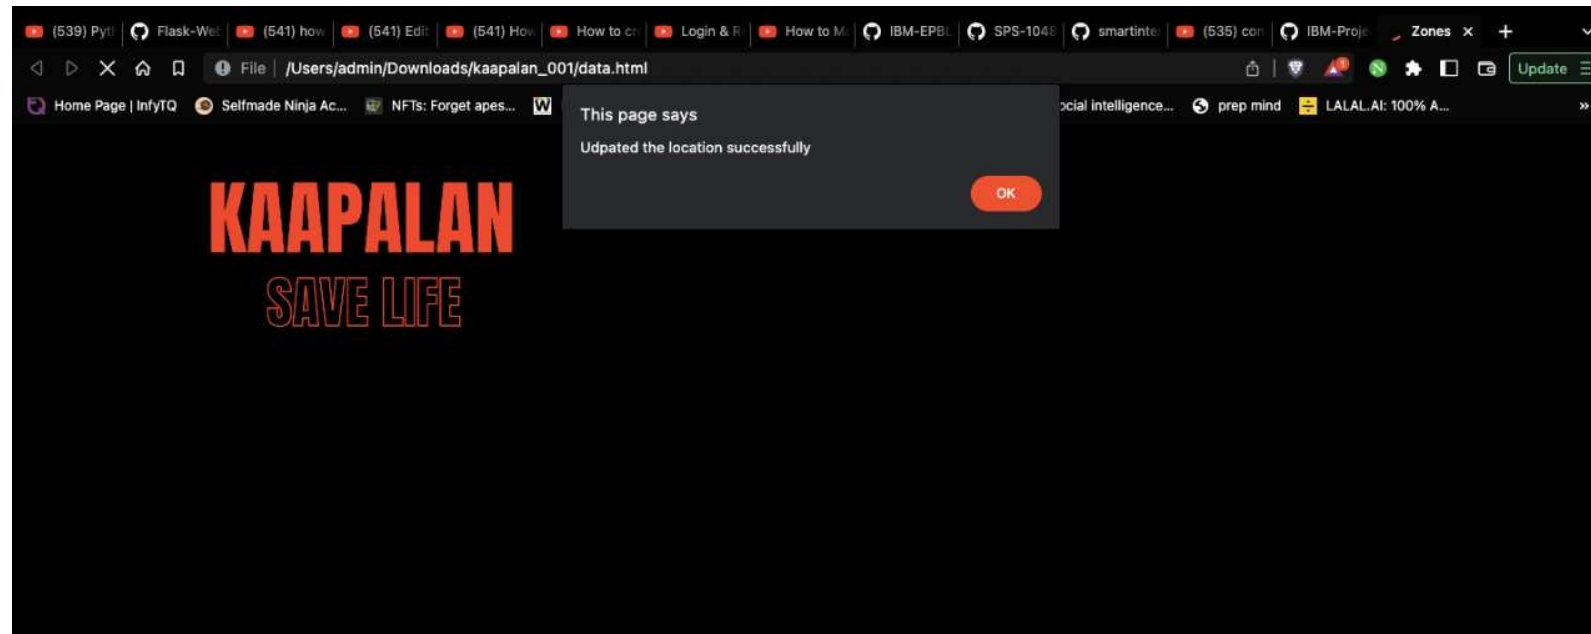 (539) Pyt
Flask-We
(541) how
(541) Edi
(541) How
How to cr
Login & R
How to M
IBM-EPBL
SPS-1048
smartinte
(535) con
IBM-Proje
Zones
File | /Users/admin/Downloads/kaapalan_001/data.html
Update
Home Page | InfyTQ
Selfmade Ninja Ac...
NFTs: Forget apes...
ocial intelligence...
prep mind
LALAL.AI: 100% A...
This page says
Udpated the location successfully
OK
KAAPALAN
SAVE LIFE